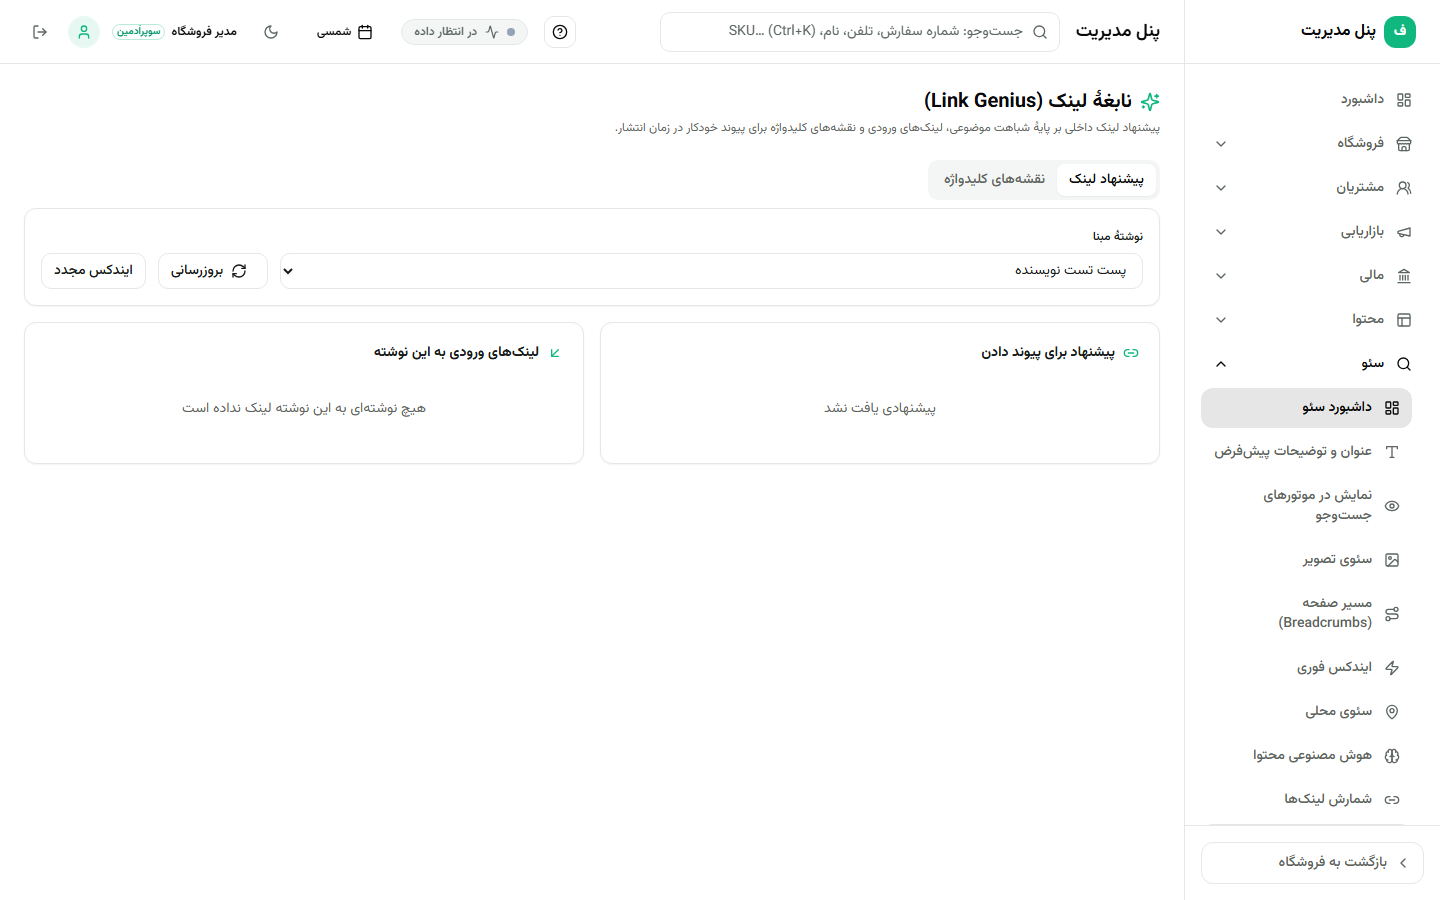 ف
پنل مدیریت
پنل مدیریت
جست‌وجو: شماره سفارش، تلفن، نام، SKU... (Ctrl+K)
در انتظار داده
شمسی
مدیر فروشگاه
سوپرادمین
داشبورد
فروشگاه
مشتریان
بازاریابی
مالی
محتوا
سئو
داشبورد سئو
عنوان و توضیحات پیش‌فرض
نمایش در موتورهای
جست‌وجو
سئوی تصویر
مسیر صفحه
(Breadcrumbs)
ایندکس فوری
سئوی محلی
هوش مصنوعی محتوا
شمارش لینک‌ها
بازگشت به فروشگاه
نابغهٔ لینک (Link Genius)
پیشنهاد لینک داخلی بر پایهٔ شباهت موضوعی، لینک‌های ورودی و نقشه‌های کلیدواژه برای پیوند خودکار در زمان انتشار.
پیشنهاد لینک
نقشه‌های کلیدواژه
نوشتهٔ مبنا
پست تست نویسنده
بروزرسانی
ایندکس مجدد
پیشنهاد برای پیوند دادن
پیشنهادی یافت نشد
لینک‌های ورودی به این نوشته
هیچ نوشته‌ای به این نوشته لینک نداده است